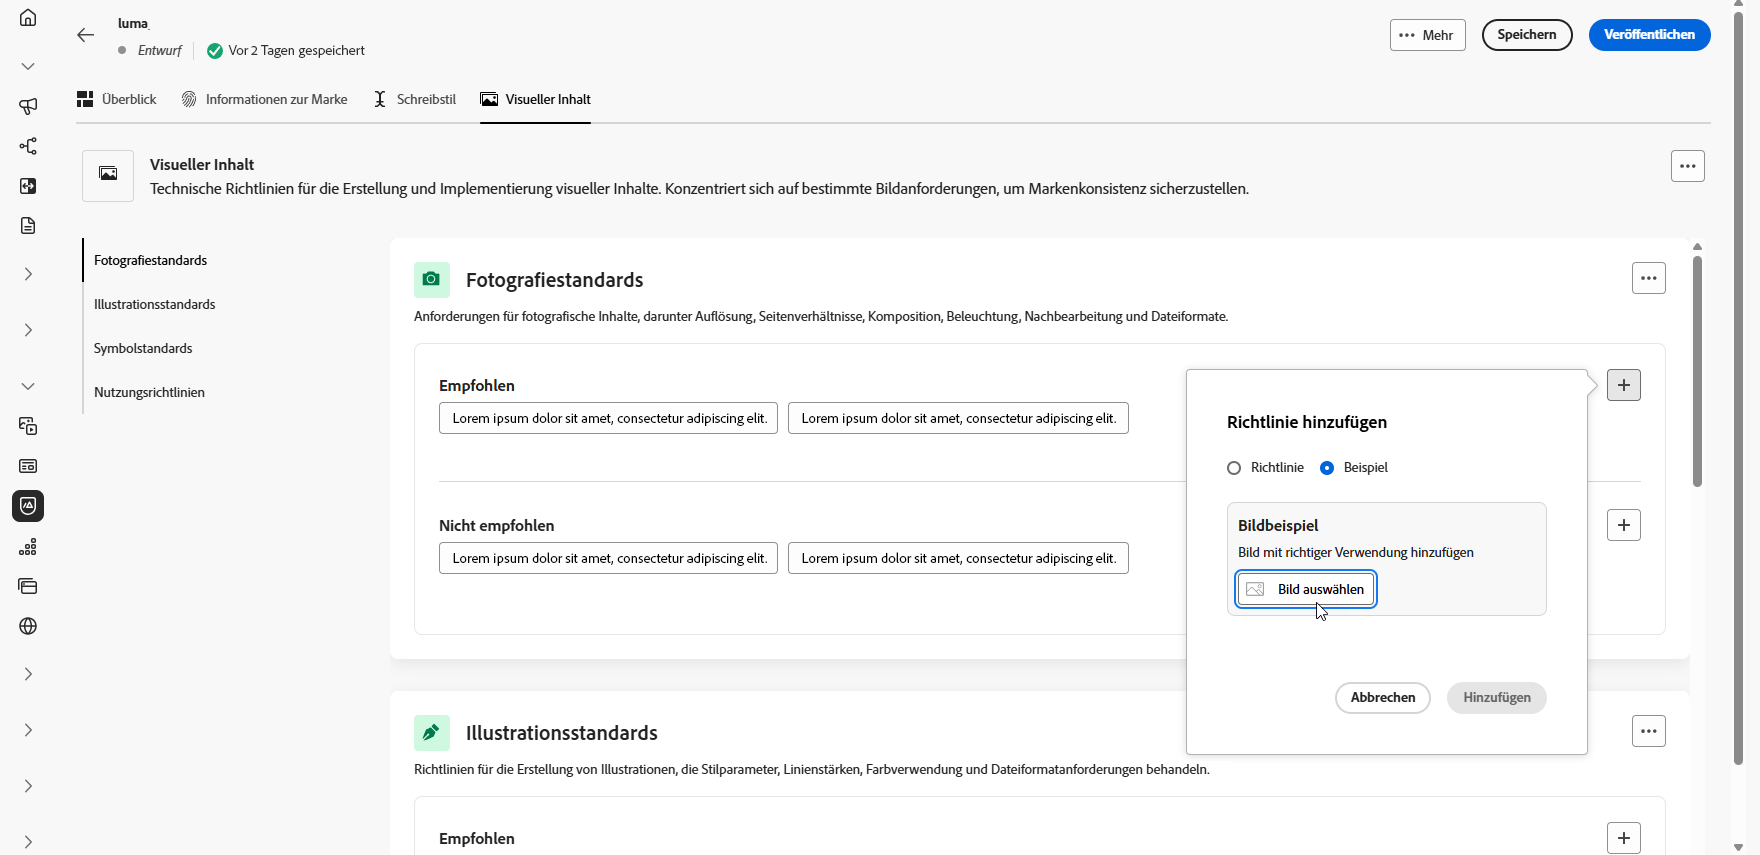 luma
Entwurf
Vor 2 Tagen gespeichert
Mehr
Speichern
Veröffentlichen
Überblick
Informationen zur Marke
Schreibstil
Visueller Inhalt
Visueller Inhalt
Technische Richtlinien für die Erstellung und Implementierung visueller Inhalte. Konzentriert sich auf bestimmte Bildanforderungen, um Markenkonsistenz sicherzustellen.
Fotografiestandards
Illustrationsstandards
Symbolstandards
Nutzungsrichtlinien
Fotografiestandards
Anforderungen für fotografische Inhalte, darunter Auflösung, Seitenverhältnisse, Komposition, Beleuchtung, Nachbearbeitung und Dateiformate.
Empfohlen
Lorem ipsum dolor sit amet, consectetur adipiscing elit.
Lorem ipsum dolor sit amet, consectetur adipiscing elit.
Nicht empfohlen
Lorem ipsum dolor sit amet, consectetur adipiscing elit.
Lorem ipsum dolor sit amet, consectetur adipiscing elit.
Richtlinie hinzufügen
Richtlinie
Beispiel
Bildbeispiel
Bild mit richtiger Verwendung hinzufügen
Bild auswählen
Abbrechen
Hinzufügen
Illustrationsstandards
Richtlinien für die Erstellung von Illustrationen, die Stilparameter, Linienstärken, Farbverwendung und Dateiformatanforderungen behandeln.
Empfohlen